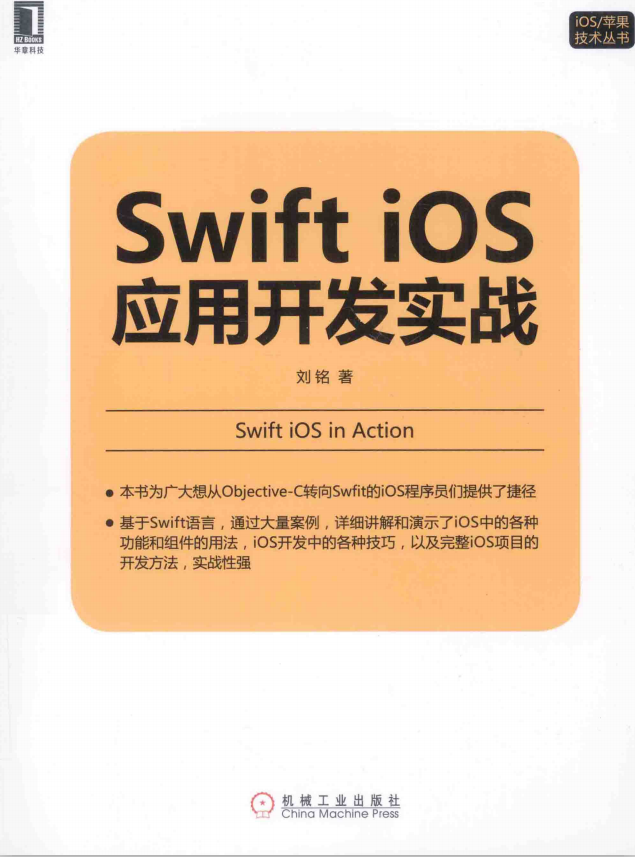 HZ BOOKS
华章科技
iOS/苹果
技术丛书
Swift iOS
应用开发实战
刘铭 著
Swift iOS in Action
● 本书为广大想从Objective-C转向Swfit的iOS程序员们提供了捷径
● 基于Swift语言，通过大量案例，详细讲解和演示了iOS中的各种
功能和组件的用法，iOS开发中的各种技巧，以及完整iOS项目的
开发方法，实战性强
机械工业出版社
China Machine Press